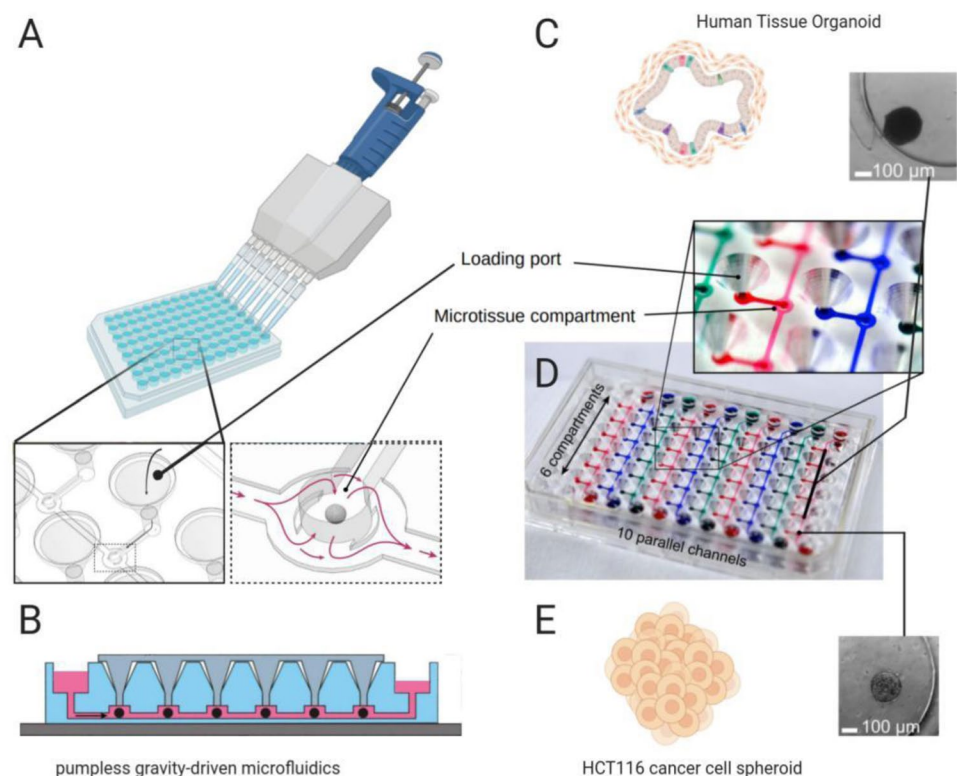 A
C
Human Tissue Organoid
100 µm
Loading port
Microtissue compartment
D
6 compartments
10 parallel channels
B
pumpless gravity-driven microfluidics
E
100 µm
HCT116 cancer cell spheroid